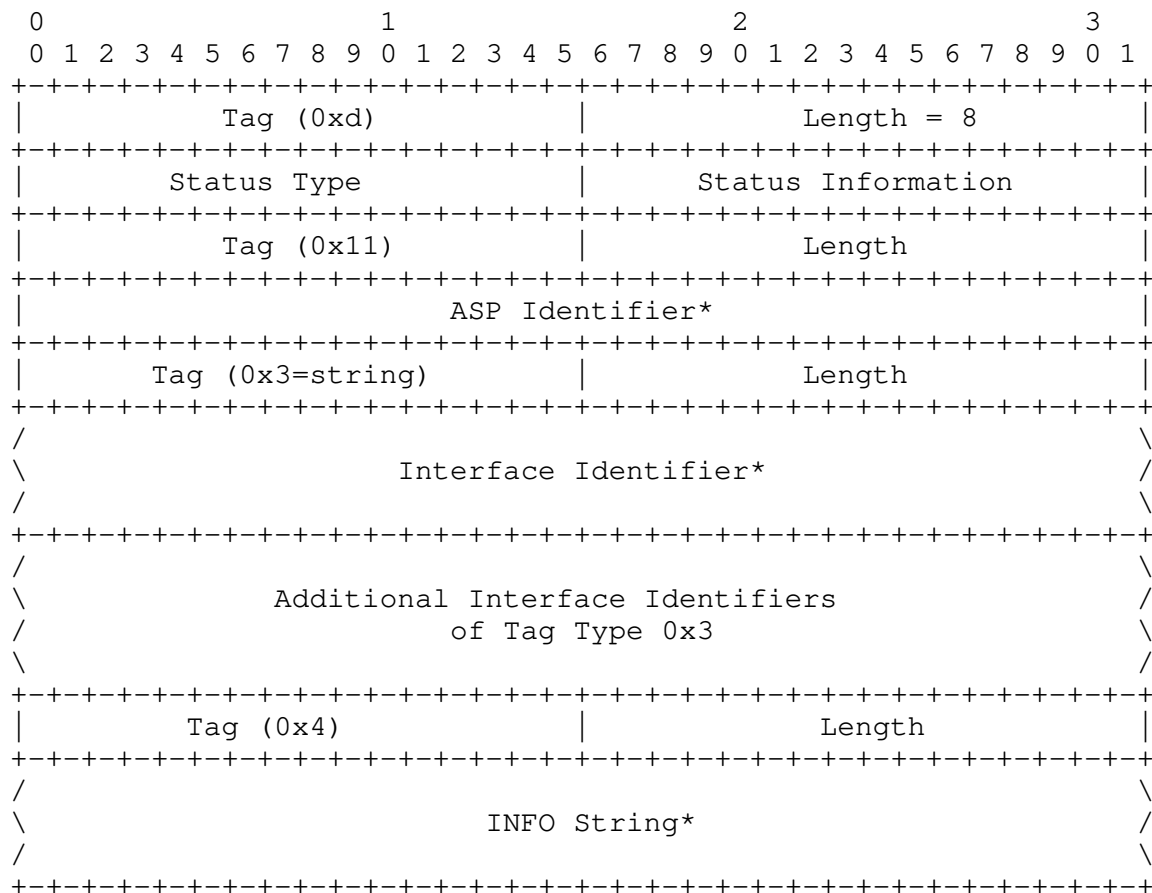 0                   1                   2                   3
 0 1 2 3 4 5 6 7 8 9 0 1 2 3 4 5 6 7 8 9 0 1 2 3 4 5 6 7 8 9 0 1
+-+-+-+-+-+-+-+-+-+-+-+-+-+-+-+-+-+-+-+-+-+-+-+-+-+-+-+-+-+-+-+-+
|           Tag (0xd)           |            Length = 8         |
+-+-+-+-+-+-+-+-+-+-+-+-+-+-+-+-+-+-+-+-+-+-+-+-+-+-+-+-+-+-+-+-+
|        Status Type            |      Status Information       |
+-+-+-+-+-+-+-+-+-+-+-+-+-+-+-+-+-+-+-+-+-+-+-+-+-+-+-+-+-+-+-+-+
|           Tag (0x11)          |            Length             |
+-+-+-+-+-+-+-+-+-+-+-+-+-+-+-+-+-+-+-+-+-+-+-+-+-+-+-+-+-+-+-+-+
|                        ASP Identifier*                        |
+-+-+-+-+-+-+-+-+-+-+-+-+-+-+-+-+-+-+-+-+-+-+-+-+-+-+-+-+-+-+-+-+
|       Tag (0x3=string)        |            Length             |
+-+-+-+-+-+-+-+-+-+-+-+-+-+-+-+-+-+-+-+-+-+-+-+-+-+-+-+-+-+-+-+-+
/                                                               \
\                     Interface Identifier*                     /
/                                                               \
+-+-+-+-+-+-+-+-+-+-+-+-+-+-+-+-+-+-+-+-+-+-+-+-+-+-+-+-+-+-+-+-+
/                                                               \
\              Additional Interface Identifiers                 /
/                        of Tag Type 0x3                        \
\                                                               /
+-+-+-+-+-+-+-+-+-+-+-+-+-+-+-+-+-+-+-+-+-+-+-+-+-+-+-+-+-+-+-+-+
|         Tag (0x4)             |             Length            |
+-+-+-+-+-+-+-+-+-+-+-+-+-+-+-+-+-+-+-+-+-+-+-+-+-+-+-+-+-+-+-+-+
/                                                               \
\                          INFO String*                         /
/                                                               \
+-+-+-+-+-+-+-+-+-+-+-+-+-+-+-+-+-+-+-+-+-+-+-+-+-+-+-+-+-+-+-+-+